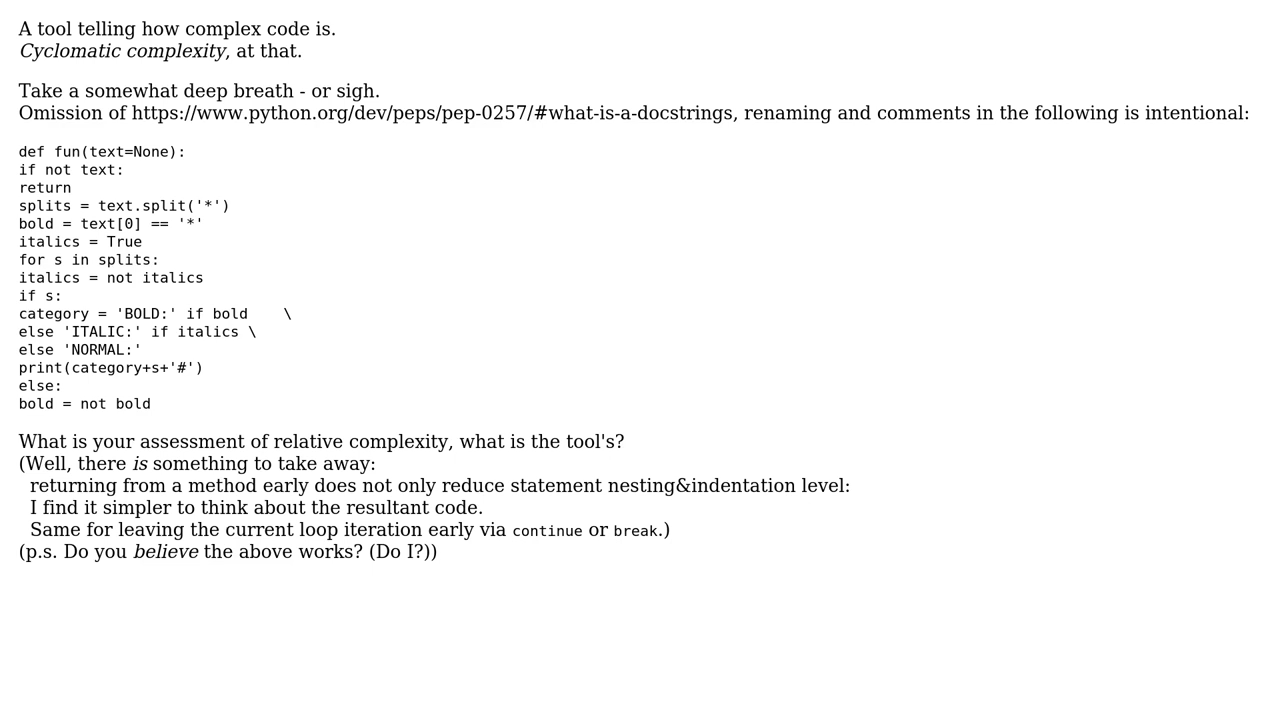 A tool telling how complex code is.
Cyclomatic complexity, at that.
Take a somewhat deep breath - or sigh.
Omission of https://www.python.org/dev/peps/pep-0257/#what-is-a-docstrings, renaming and comments in the following is intentional:
def fun(text=None):
if not text:
return
splits = text.split('*')
bold = text[0] == '*'
italics = True
for s in splits:
italics = not italics
if s:
category = 'BOLD:' if bold    \
else 'ITALIC:' if italics \
else 'NORMAL:'
print(category+s+'#')
else:
bold = not bold
What is your assessment of relative complexity, what is the tool's?
(Well, there is something to take away:
returning from a method early does not only reduce statement nesting&indentation level:
I find it simpler to think about the resultant code.
Same for leaving the current loop iteration early via continue or break.)
(p.s. Do you believe the above works? (Do I?))